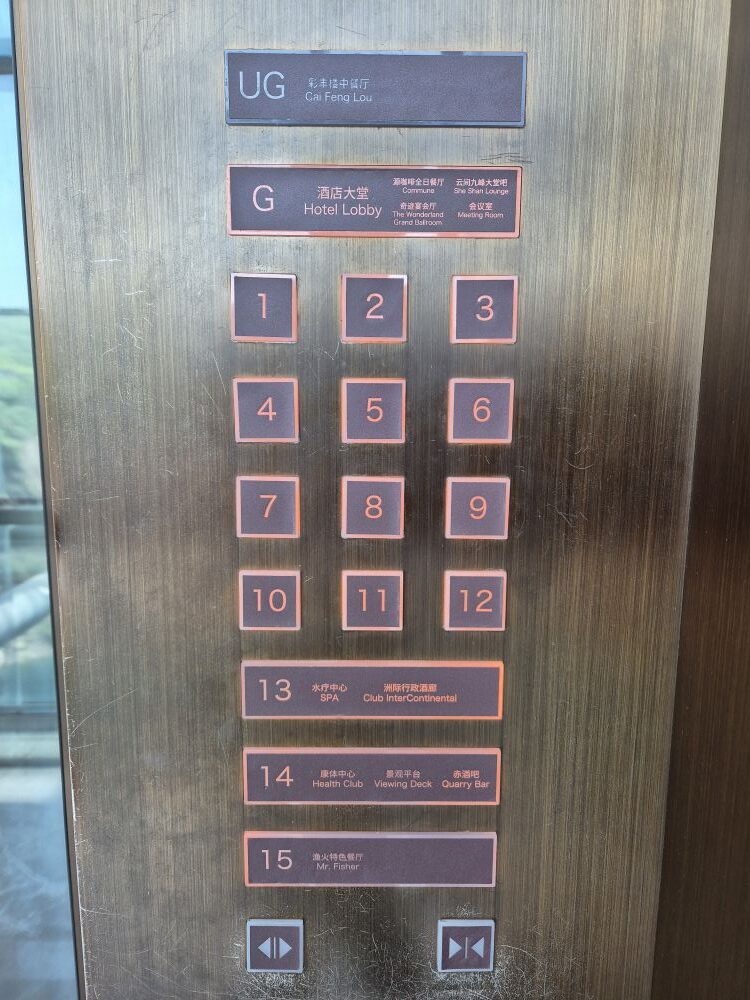 UG
彩丰楼中餐厅
Cai Feng Lou
G
酒店大堂
Hotel Lobby
源咖啡全日餐厅
Commune
云间九峰大堂吧
She Shan Lounge
奇迹宴会厅
The Wonderland
Grand Ballroom
会议室
Meeting Room
1 2 3
4 5 6
7 8 9
10 11 12
13
水疗中心
SPA
洲际行政酒廊
Club InterContinental
14
康体中心
Health Club
景观平台
Viewing Deck
赤酒吧
Quarry Bar
15
渔火特色餐厅
Mr. Fisher